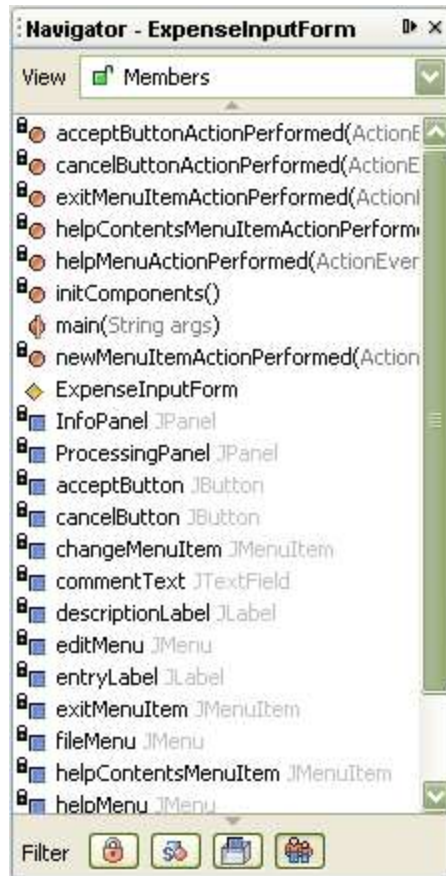 Navigator - ExpenseInputForm
View Members
acceptButtonActionPerformed(ActionE
cancelButtonActionPerformed(ActionE
exitMenuItemActionPerformed(Action
helpContentsMenuItemActionPerform
helpMenuActionPerformed(ActionEver
initComponents()
main(String args)
newMenuItemActionPerformed(Action
ExpenseInputForm
InfoPanel JPanel
ProcessingPanel JPanel
acceptButton JButton
cancelButton JButton
changeMenuItem JMenuItem
commentText JTextField
descriptionLabel JLabel
editMenu JMenu
entryLabel JLabel
exitMenuItem JMenuItem
fileMenu JMenu
helpContentsMenuItem JMenuItem
helpMenu JMenu
Filter